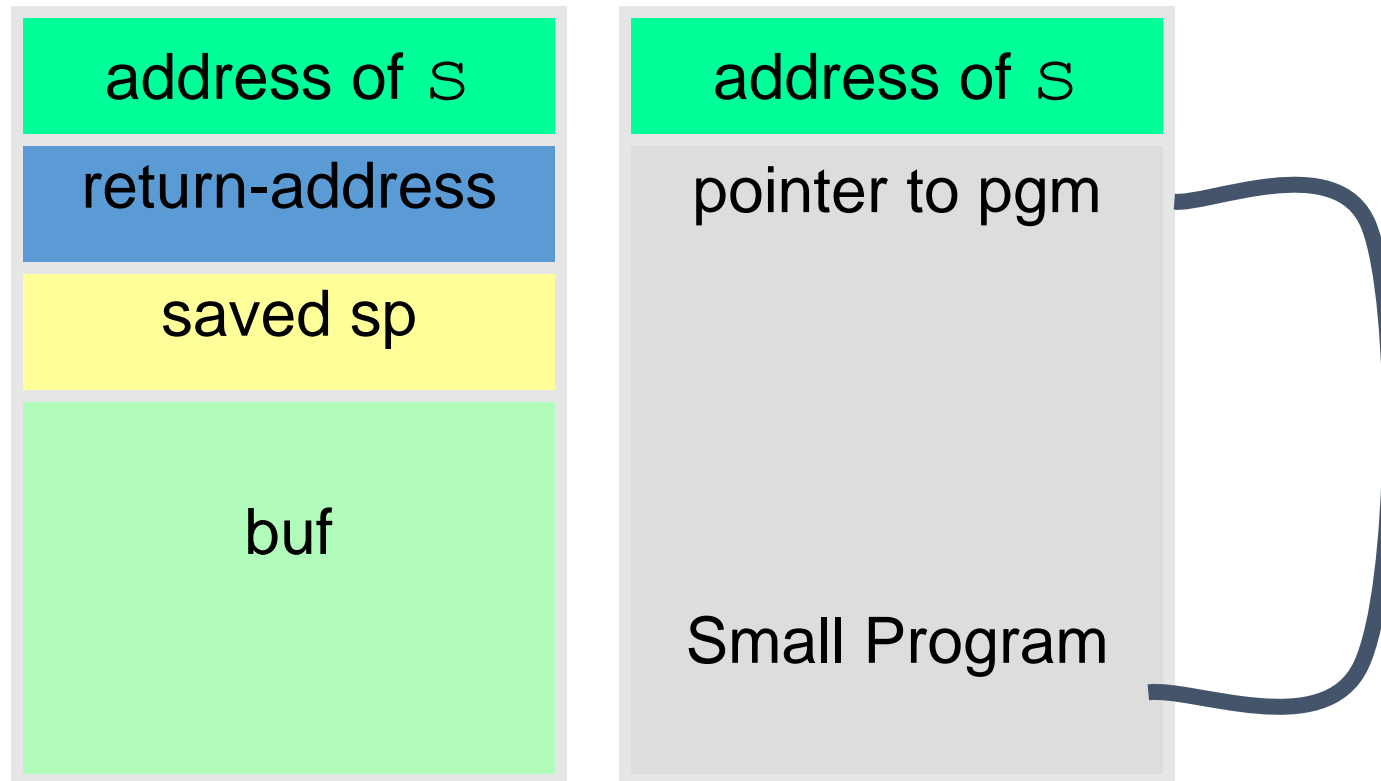 address of s
return-address
saved sp
buf
address of s
pointer to pgm
Small Program